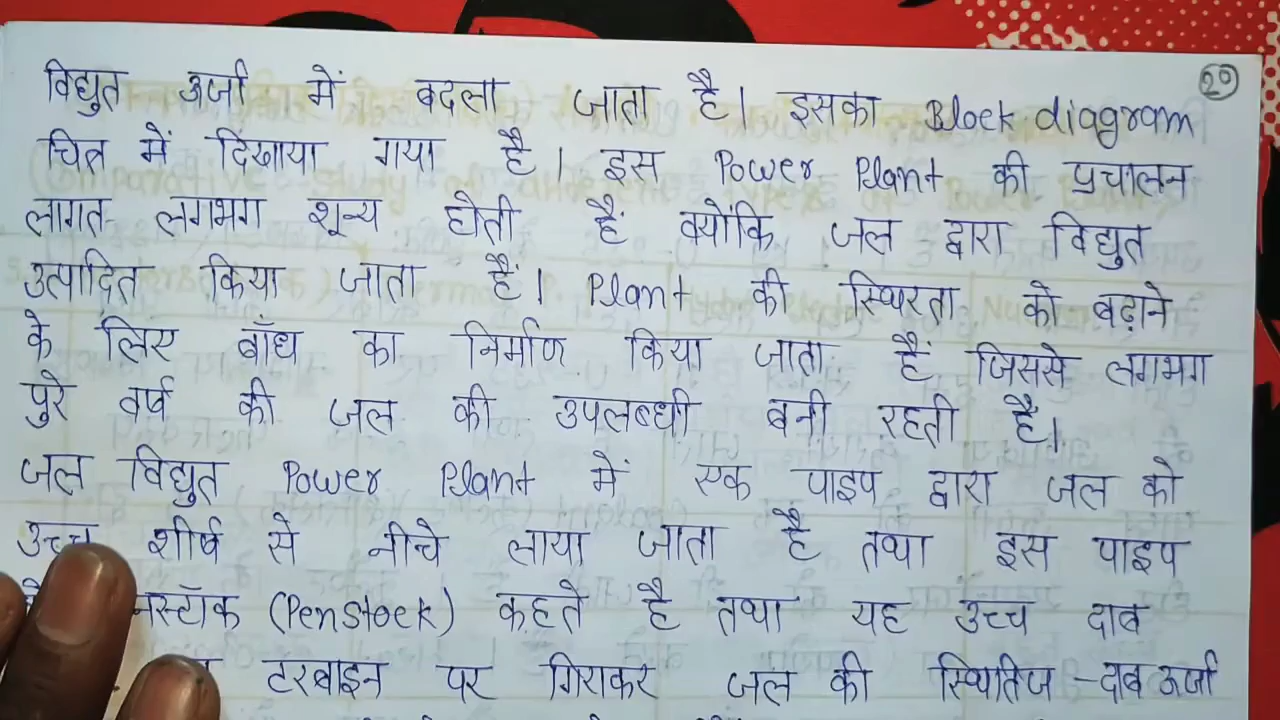 20
विद्युत उर्जा में बदला जाता है। इसका Block diagram
चित्र में दिखाया गया है। इस Power Plant की प्रचालन
लागत लगभग शून्य होती हैं क्योंकि जल द्वारा विद्युत
उत्पादित किया जाता हैं। Plant की स्थिरता को बढ़ाने
के लिए बाँध का निर्माण किया जाता हैं जिससे लगभग
पुरे वर्ष की जल की उपलब्धी बनी रहती है।
जल विद्युत Power Plant में एक पाइप द्वारा जल को
उच्च शीर्ष से नीचे लाया जाता है तथा इस पाइप
(Penstock) कहते है तथा यह उच्च दाब
टरबाइन पर गिराकर जल की स्थितिज -दाब ऊर्जा